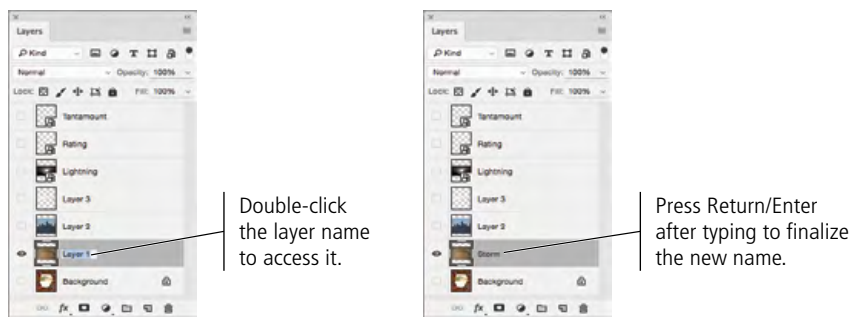 Layers
Kind
Normal
Opacity: 100%
Lock:
Fill: 100%
Tantamount
Rating
Lightning
Layer 3
Layer 2
Layer 1
Background
Double-click
the layer name
to access it.
Layers
Kind
Normal
Opacity: 100%
Lock:
Fill: 100%
Tantamount
Rating
Lightning
Layer 3
Layer 2
Storm
Background
Press Return/Enter
after typing to finalize
the new name.